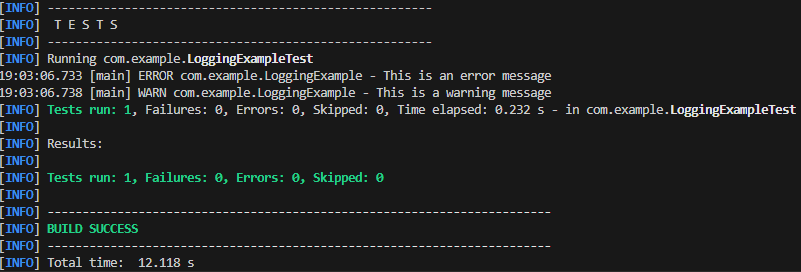 [INFO] -------------------------------------------------------
[INFO]  T E S T S
[INFO] -------------------------------------------------------
[INFO] Running com.example.LoggingExampleTest
19:03:06.733 [main] ERROR com.example.LoggingExample - This is an error message
19:03:06.738 [main] WARN com.example.LoggingExample - This is a warning message
[INFO] Tests run: 1, Failures: 0, Errors: 0, Skipped: 0, Time elapsed: 0.232 s - in com.example.LoggingExampleTest
[INFO]
[INFO] Results:
[INFO]
[INFO] Tests run: 1, Failures: 0, Errors: 0, Skipped: 0
[INFO]
[INFO] ------------------------------------------------------------------------
[INFO] BUILD SUCCESS
[INFO] ------------------------------------------------------------------------
[INFO] Total time:  12.118 s